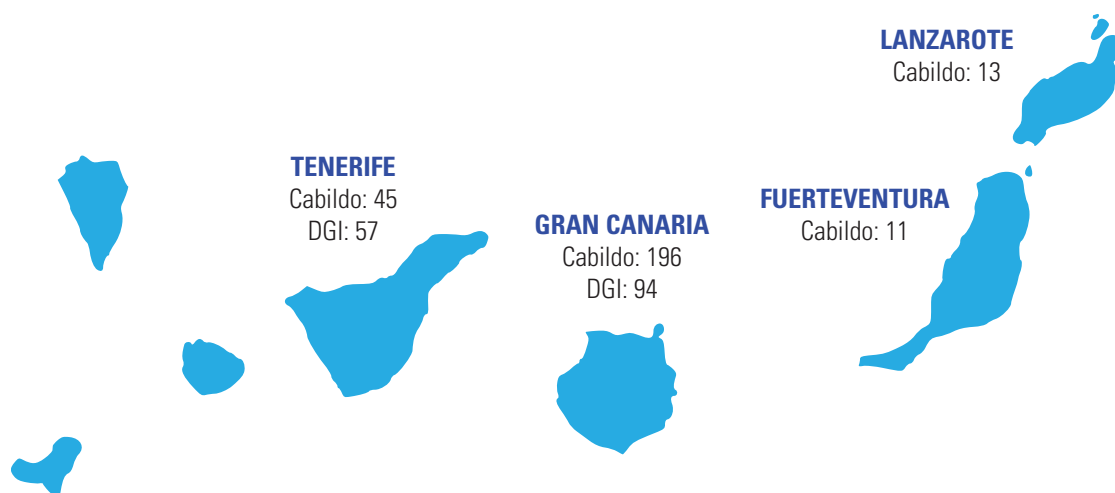 LANZAROTE
Cabildo: 13
TENERIFE
Cabildo: 45
DGI: 57
GRAN CANARIA
Cabildo: 196
DGI: 94
FUERTEVENTURA
Cabildo: 11